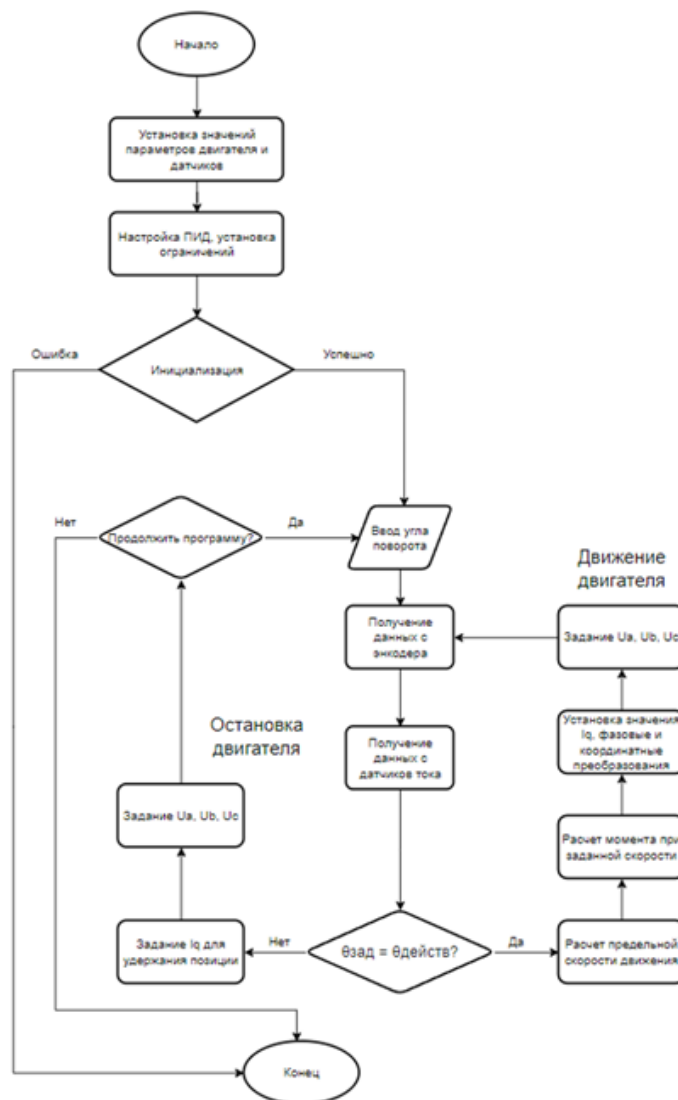 Начало
Установка значений
параметров двигателя и
датчиков
Настройка ПИД, установка
ограничений
Ошибка
Инициализация
Успешно
Нет
Продолжить программу?
Да
Ввод угла
поворота
Движение
двигателя
Получение
данных с
энкодера
Задание Ua, Ub, Uc
Остановка
двигателя
Получение
данных с
датчиков тока
Установка значения
Iq, фазовые и
координатные
преобразования
Задание Ua, Ub, Uc
Расчет момента при
заданной скорости
Задание Iq для
удержания позиции
Нет
θзад = θдейств?
Да
Расчет предельной
скорости движения
Конец